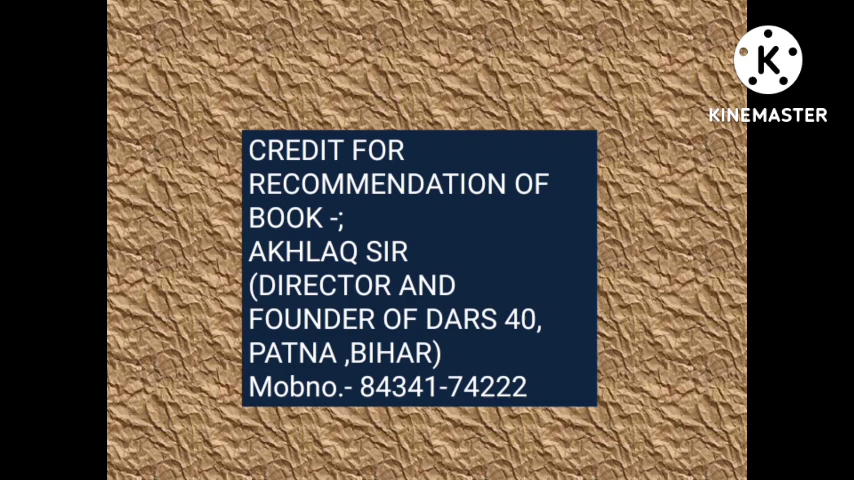 CREDIT FOR
RECOMMENDATION OF
BOOK -;
AKHLAQ SIR
(DIRECTOR AND
FOUNDER OF DARS 40,
PATNA ,BIHAR)
Mobno.- 84341-74222
K
KINEMASTER